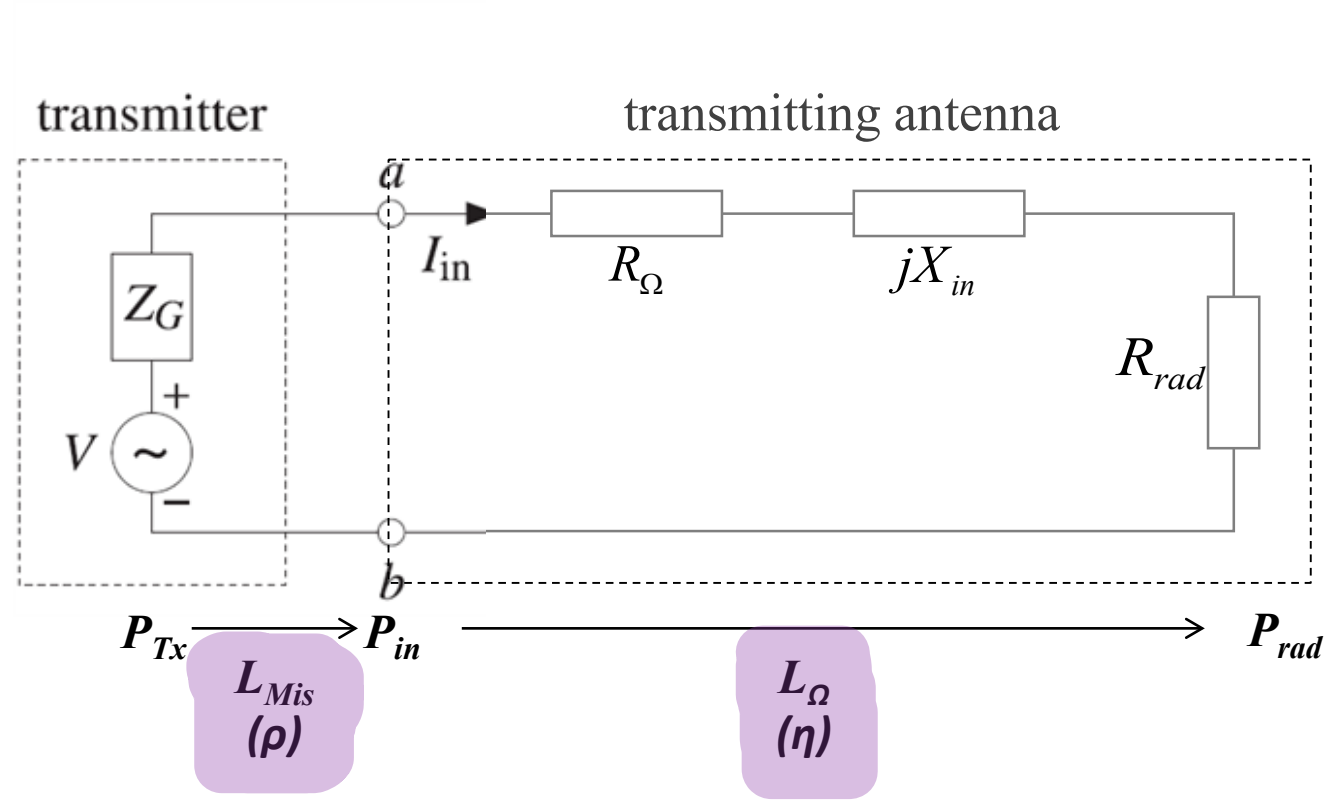 transmitter
transmitting antenna
a
I_in
R_Ω
jX_in
Z_G
R_rad
+
V
~
−
b
P_Tx
P_in
P_rad
L_Mis
(ρ)
L_Ω
(η)